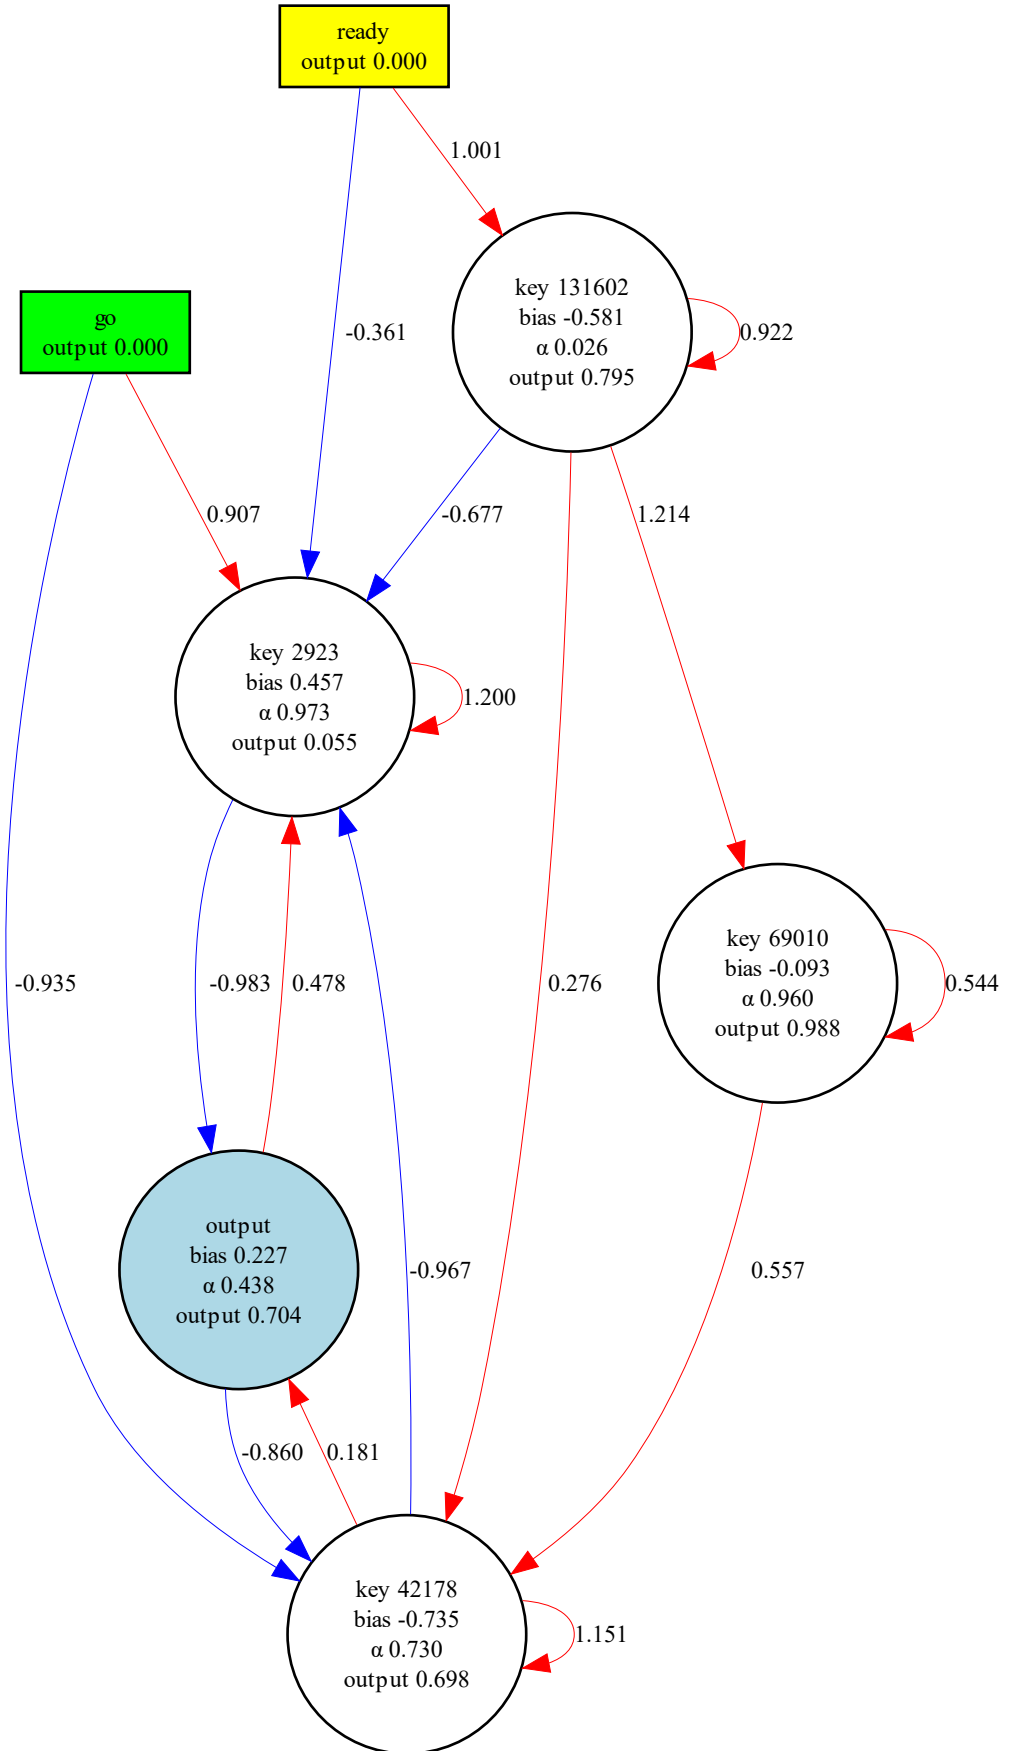 ready
output 0.000
1.001
key 131602
bias -0.581
α 0.026
output 0.795
0.922
go
output 0.000
-0.361
0.907
-0.677
1.214
key 2923
bias 0.457
α 0.973
output 0.055
1.200
key 69010
bias -0.093
α 0.960
output 0.988
0.544
-0.935
-0.983
0.478
0.276
output
bias 0.227
α 0.438
output 0.704
-0.967
0.557
-0.860
0.181
key 42178
bias -0.735
α 0.730
output 0.698
1.151